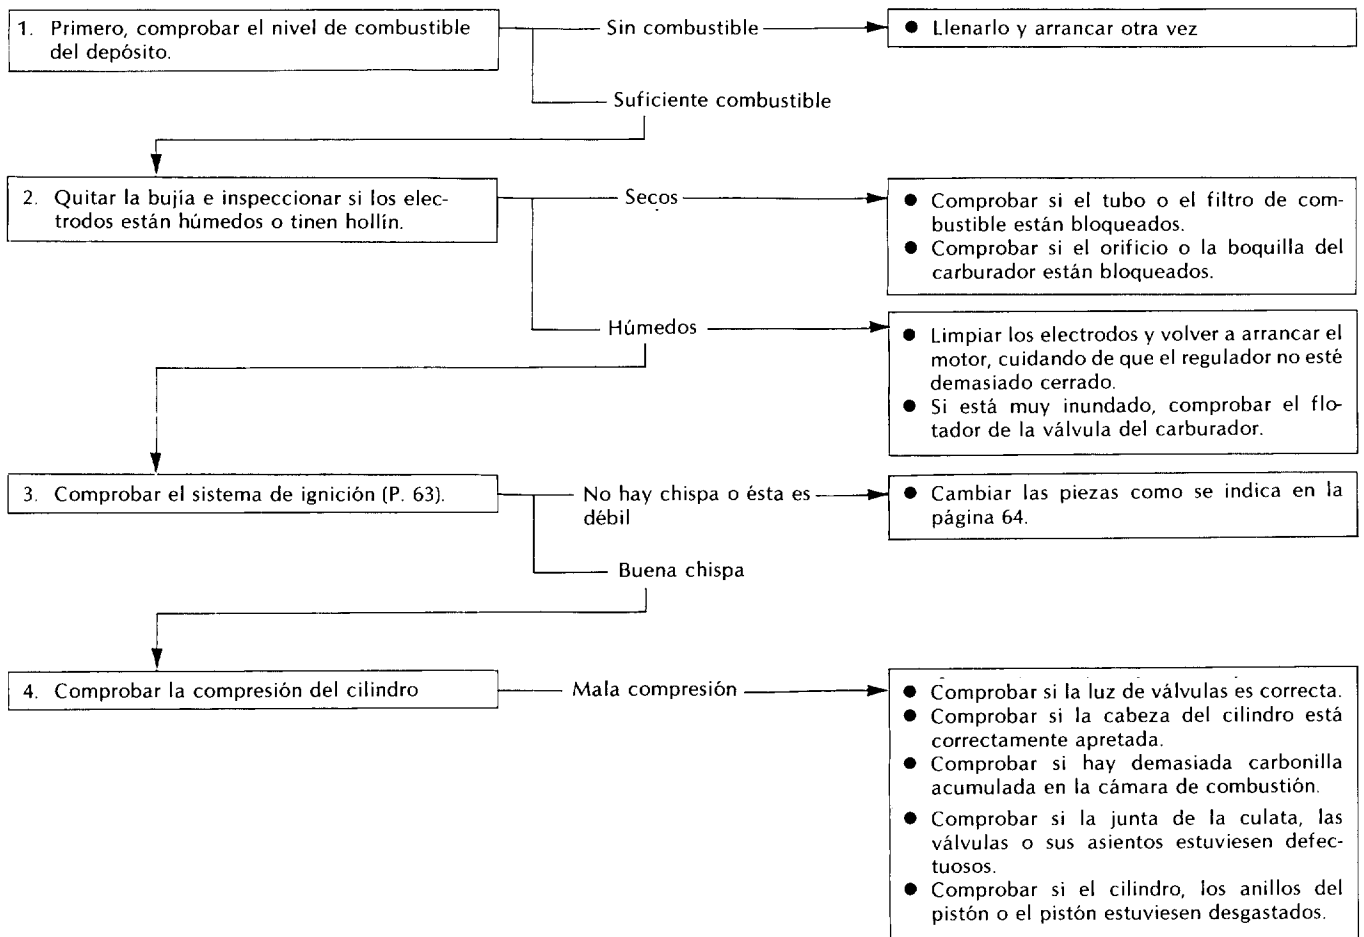 1. Primero, comprobar el nivel de combustible
del depósito.
Sin combustible
● Llenarlo y arrancar otra vez
Suficiente combustible
2. Quitar la bujía e inspeccionar si los elec-
trodos están húmedos o tinen hollín.
Secos
● Comprobar si el tubo o el filtro de com-
bustible están bloqueados.
● Comprobar si el orificio o la boquilla del
carburador están bloqueados.
Húmedos
● Limpiar los electrodos y volver a arrancar el
motor, cuidando de que el regulador no esté
demasiado cerrado.
● Si está muy inundado, comprobar el flo-
tador de la válvula del carburador.
3. Comprobar el sistema de ignición (P. 63).
No hay chispa o ésta es
débil
● Cambiar las piezas como se indica en la
página 64.
Buena chispa
4. Comprobar la compresión del cilindro
Mala compresión
● Comprobar si la luz de válvulas es correcta.
● Comprobar si la cabeza del cilindro está
correctamente apretada.
● Comprobar si hay demasiada carbonilla
acumulada en la cámara de combustión.
● Comprobar si la junta de la culata, las
válvulas o sus asientos estuviesen defec-
tuosos.
● Comprobar si el cilindro, los anillos del
pistón o el pistón estuviesen desgastados.